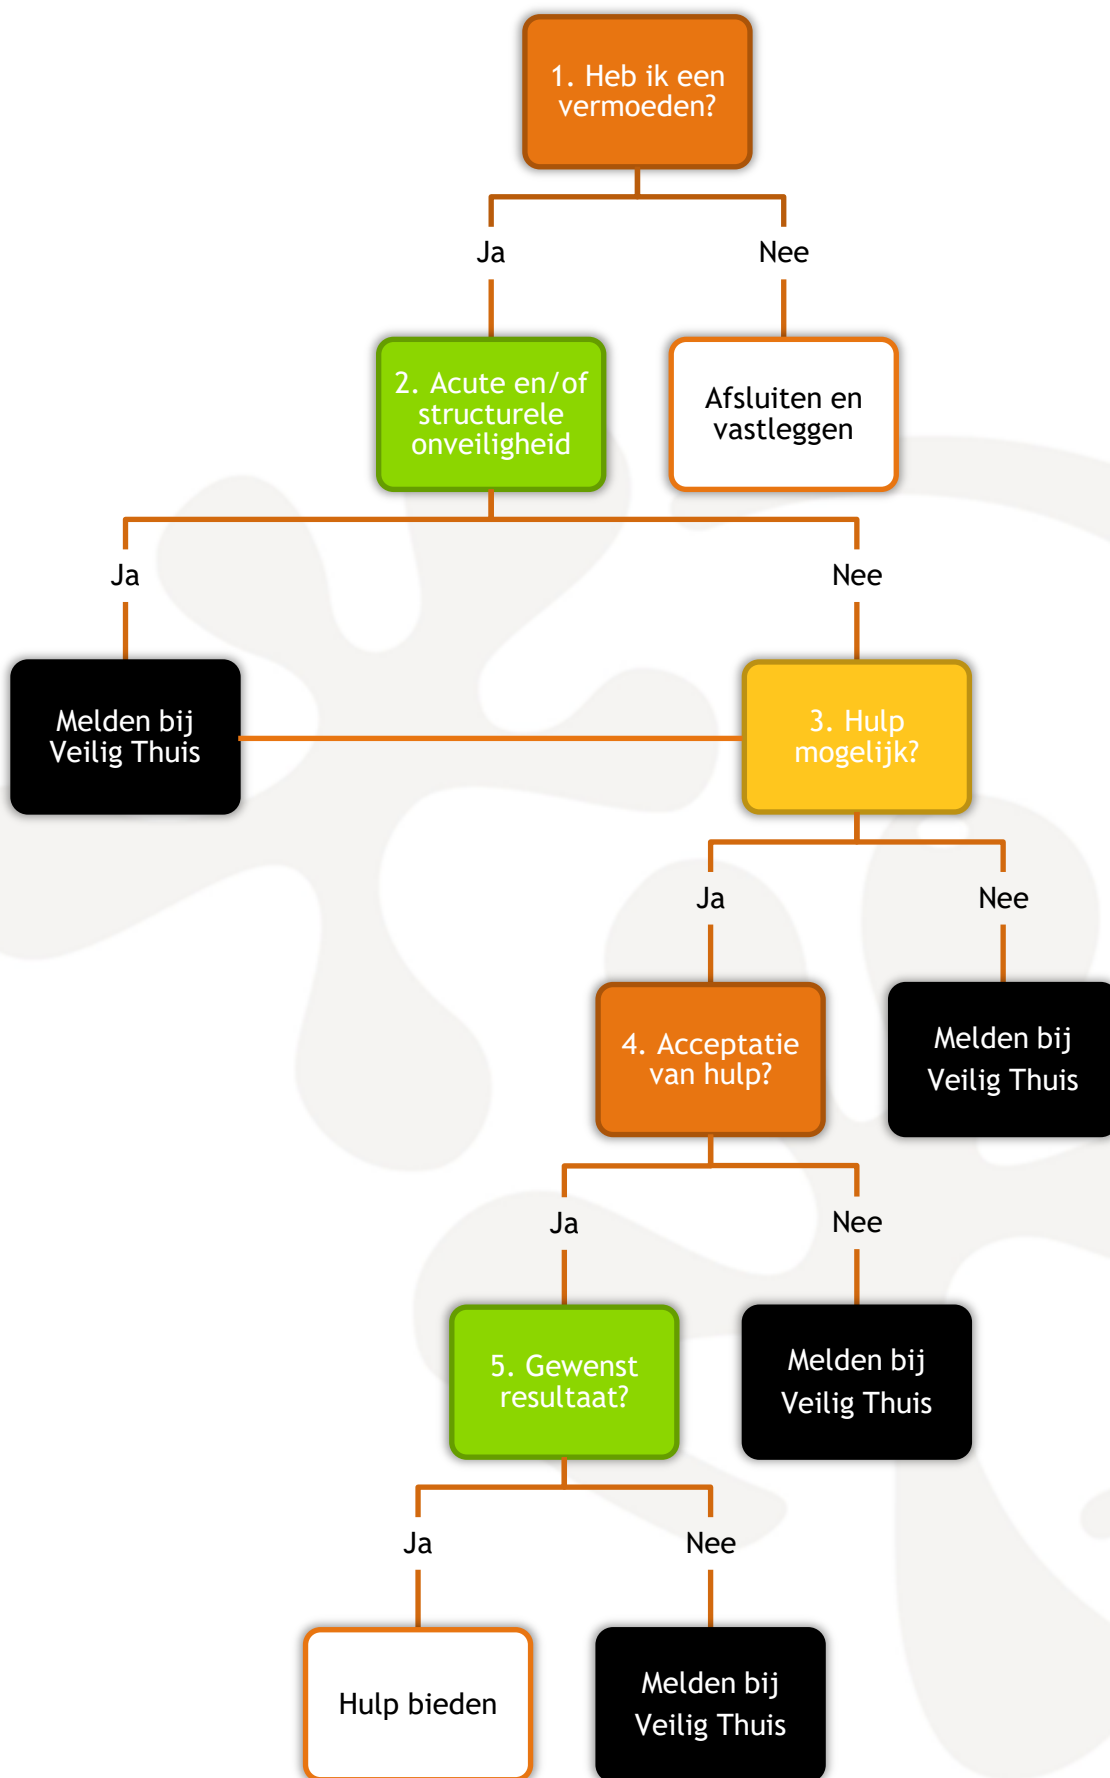 1. Heb ik een
vermoeden?
Ja
Nee
2. Acute en/of
structurele
onveiligheid
Afsluiten en
vastleggen
Ja
Nee
Melden bij
Veilig Thuis
3. Hulp
mogelijk?
Ja
Nee
4. Acceptatie
van hulp?
Melden bij
Veilig Thuis
Ja
Nee
5. Gewenst
resultaat?
Melden bij
Veilig Thuis
Ja
Nee
Hulp bieden
Melden bij
Veilig Thuis